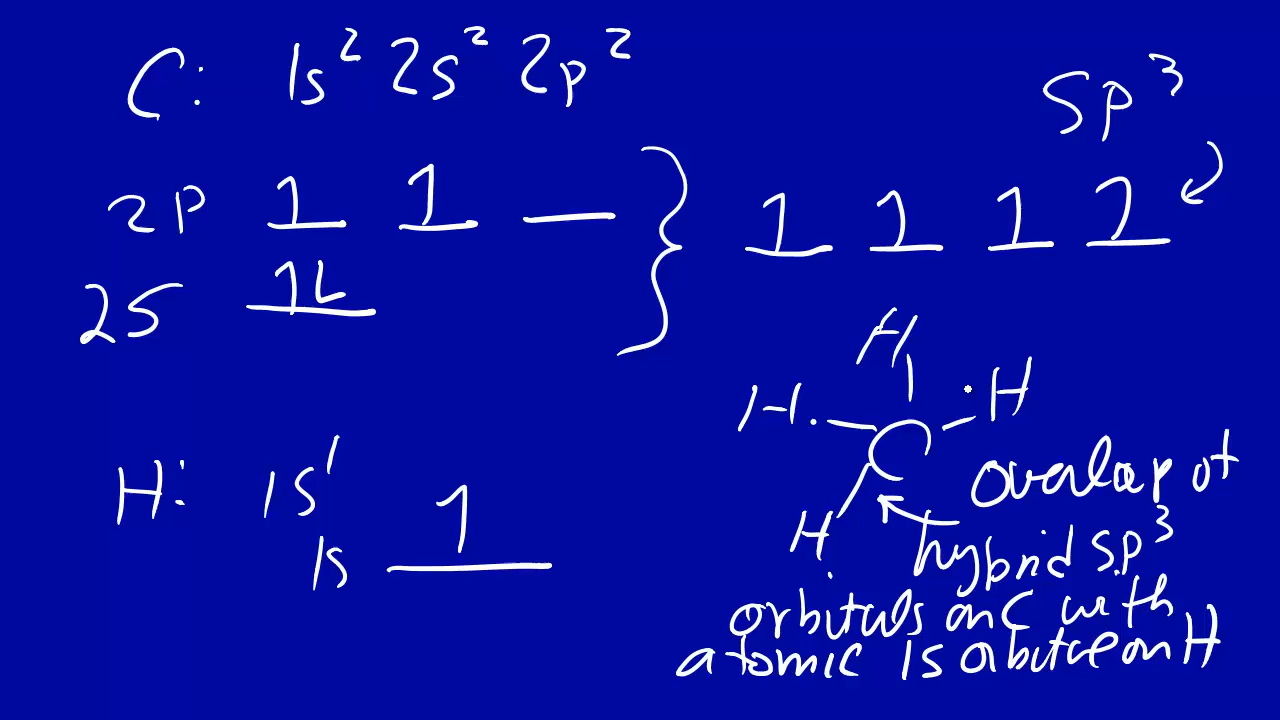 C: 1s² 2s² 2p²
sp³
2p 1 1
1 1 1 1
2s 1L
H
H C H
H
overlap of
hybrid sp³
orbitals on C with
atomic 1s orbital on H
H: 1s¹
1s 1